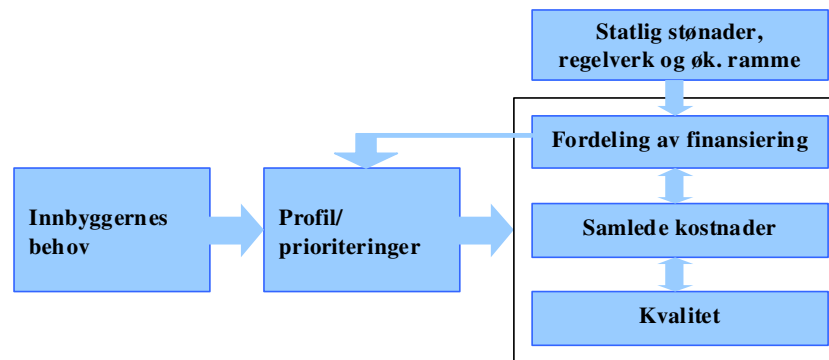 Statlig stønader,
regelverk og øk. ramme
Fordeling av finansiering
Innbyggernes
behov
Profil/
prioriteringer
Samlede kostnader
Kvalitet